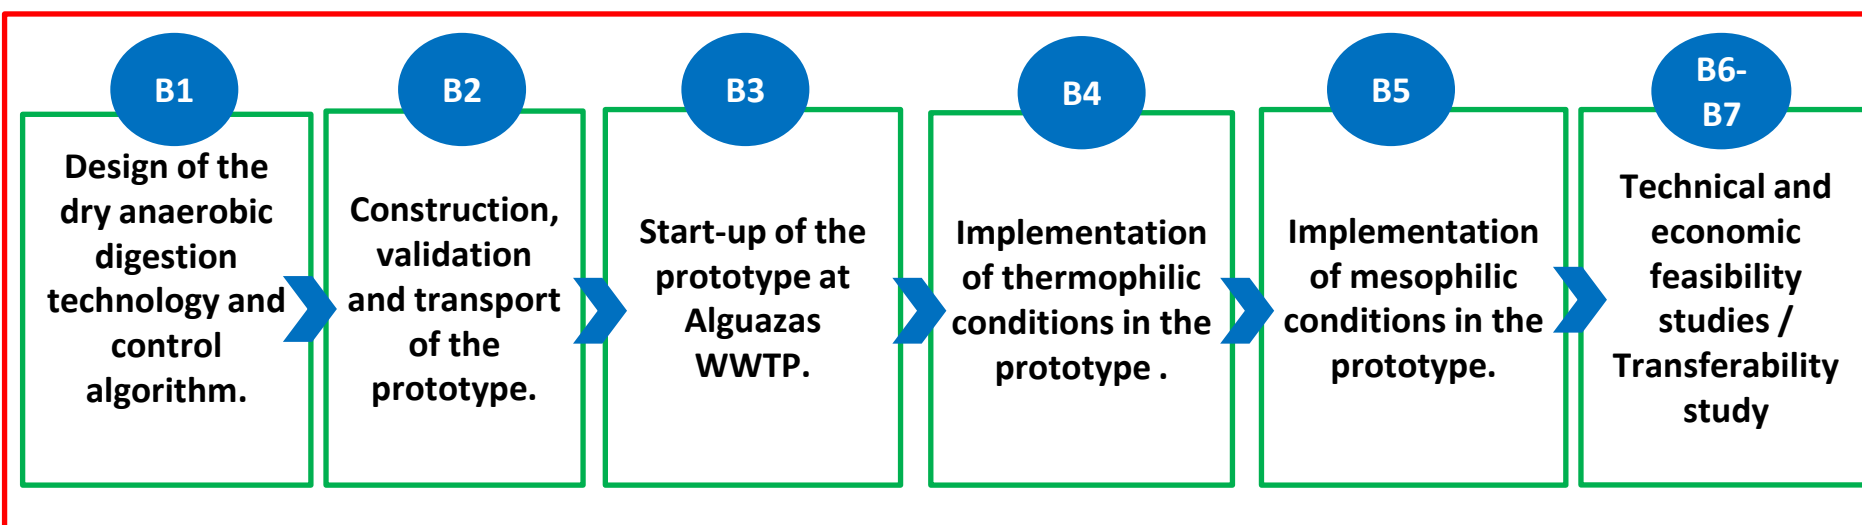 B1
Design of the
dry anaerobic
digestion
technology and
control
algorithm.
B2
Construction,
validation
and transport
of the
prototype.
B3
Start-up of the
prototype at
Alguazas
WWTP.
B4
Implementation
of thermophilic
conditions in the
prototype .
B5
Implementation
of mesophilic
conditions in the
prototype.
B6-
B7
Technical and
economic
feasibility
studies /
Transferability
study